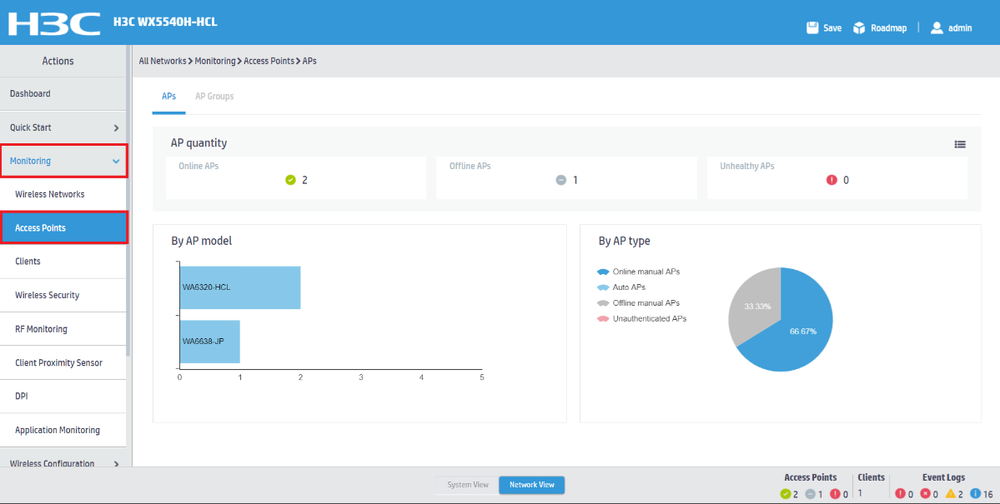 H3C H3C WX5540H-HCL
Save Roadmap | admin
Actions
All Networks > Monitoring > Access Points > APs
Dashboard
Quick Start
Monitoring
Wireless Networks
Access Points
Clients
Wireless Security
RF Monitoring
Client Proximity Sensor
DPI
Application Monitoring
Wireless Configuration
APs AP Groups
AP quantity
Online APs
2
Offline APs
1
Unhealthy APs
0
By AP model
WA6320-HCL
WA6638-JP
0 1 2 3 4 5
By AP type
Online manual APs
Auto APs
Offline manual APs
Unauthenticated APs
33.33%
66.67%
System View Network View
Access Points
2 1 0
Clients
1
Event Logs
0 0 2 16